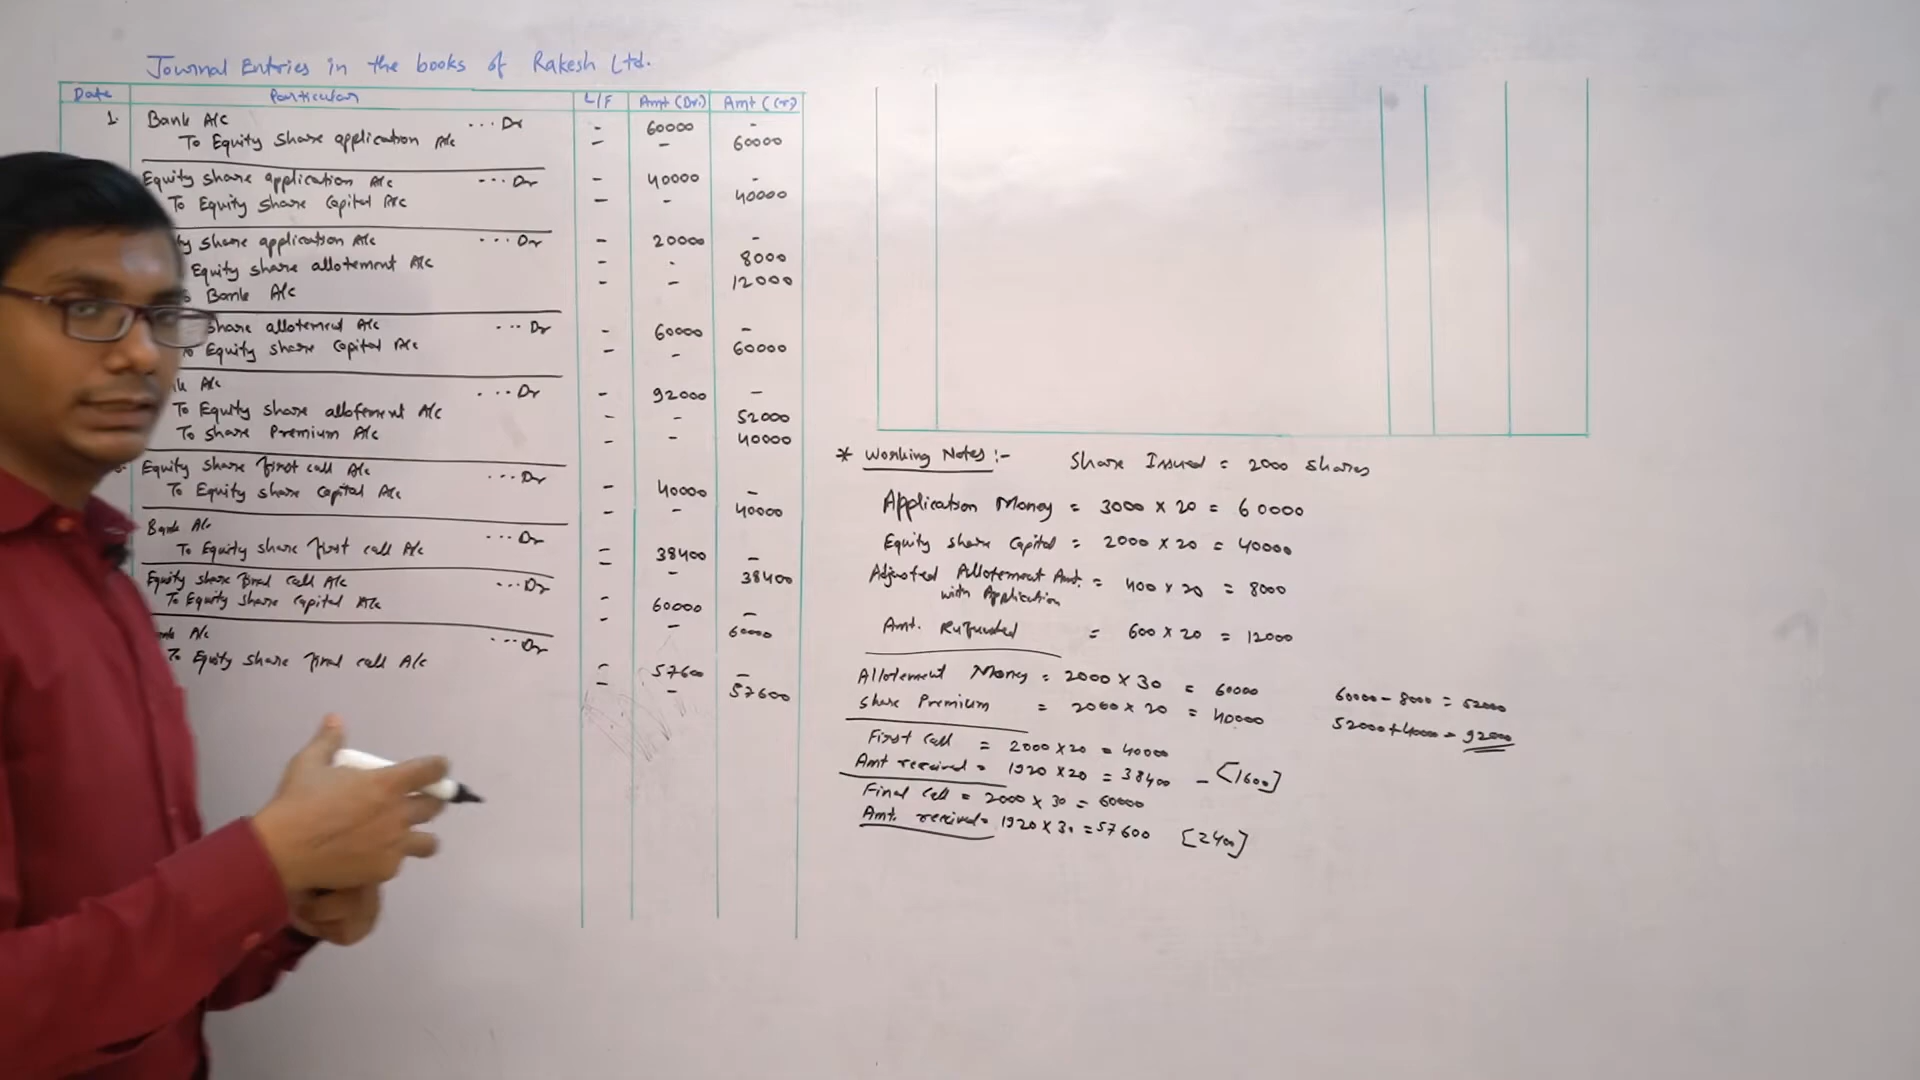 Journal Entries in the books of Rakesh Ltd.
Date Particular L/F Amt (Dr.) Amt (Cr)
1. Bank A/c ... Dr - 60000 -
To Equity share application A/c - - 60000
Equity share application A/c ... Dr - 40000 -
To Equity share Capital A/c - - 40000
share application A/c ... Dr - 20000 -
Equity share allotement A/c - - 8000
Bank A/c - - 12000
share allotement A/c ... Dr - 60000 -
To Equity share Capital A/c - - 60000
A/c ... Dr - 92000 -
To Equity share allotement A/c - - 52000
To share Premium A/c - - 40000
Equity share first call A/c ... Dr - 40000 -
To Equity share Capital A/c - - 40000
Bank A/c ... Dr - 38400 -
To Equity share first call A/c - - 38400
Equity share final call A/c ... Dr - 60000 -
To Equity share Capital A/c - - 60000
A/c ... Dr - 57600 -
To Equity share final call A/c - - 57600
* Working Notes :- Share Issued = 2000 shares
Application Money = 3000 × 20 = 60000
Equity share Capital = 2000 × 20 = 40000
Adjusted Allotement Amt. = 400 × 20 = 8000
with Application
Amt. Refunded = 600 × 20 = 12000
Allotement Money = 2000 × 30 = 60000 60000 - 8000 = 52000
share Premium = 2000 × 20 = 40000 52000 + 40000 = 92000
First call = 2000 × 20 = 40000
Amt received = 1920 × 20 = 38400 - [1600]
Final call = 2000 × 30 = 60000
Amt. received = 1920 × 30 = 57600 [2400]